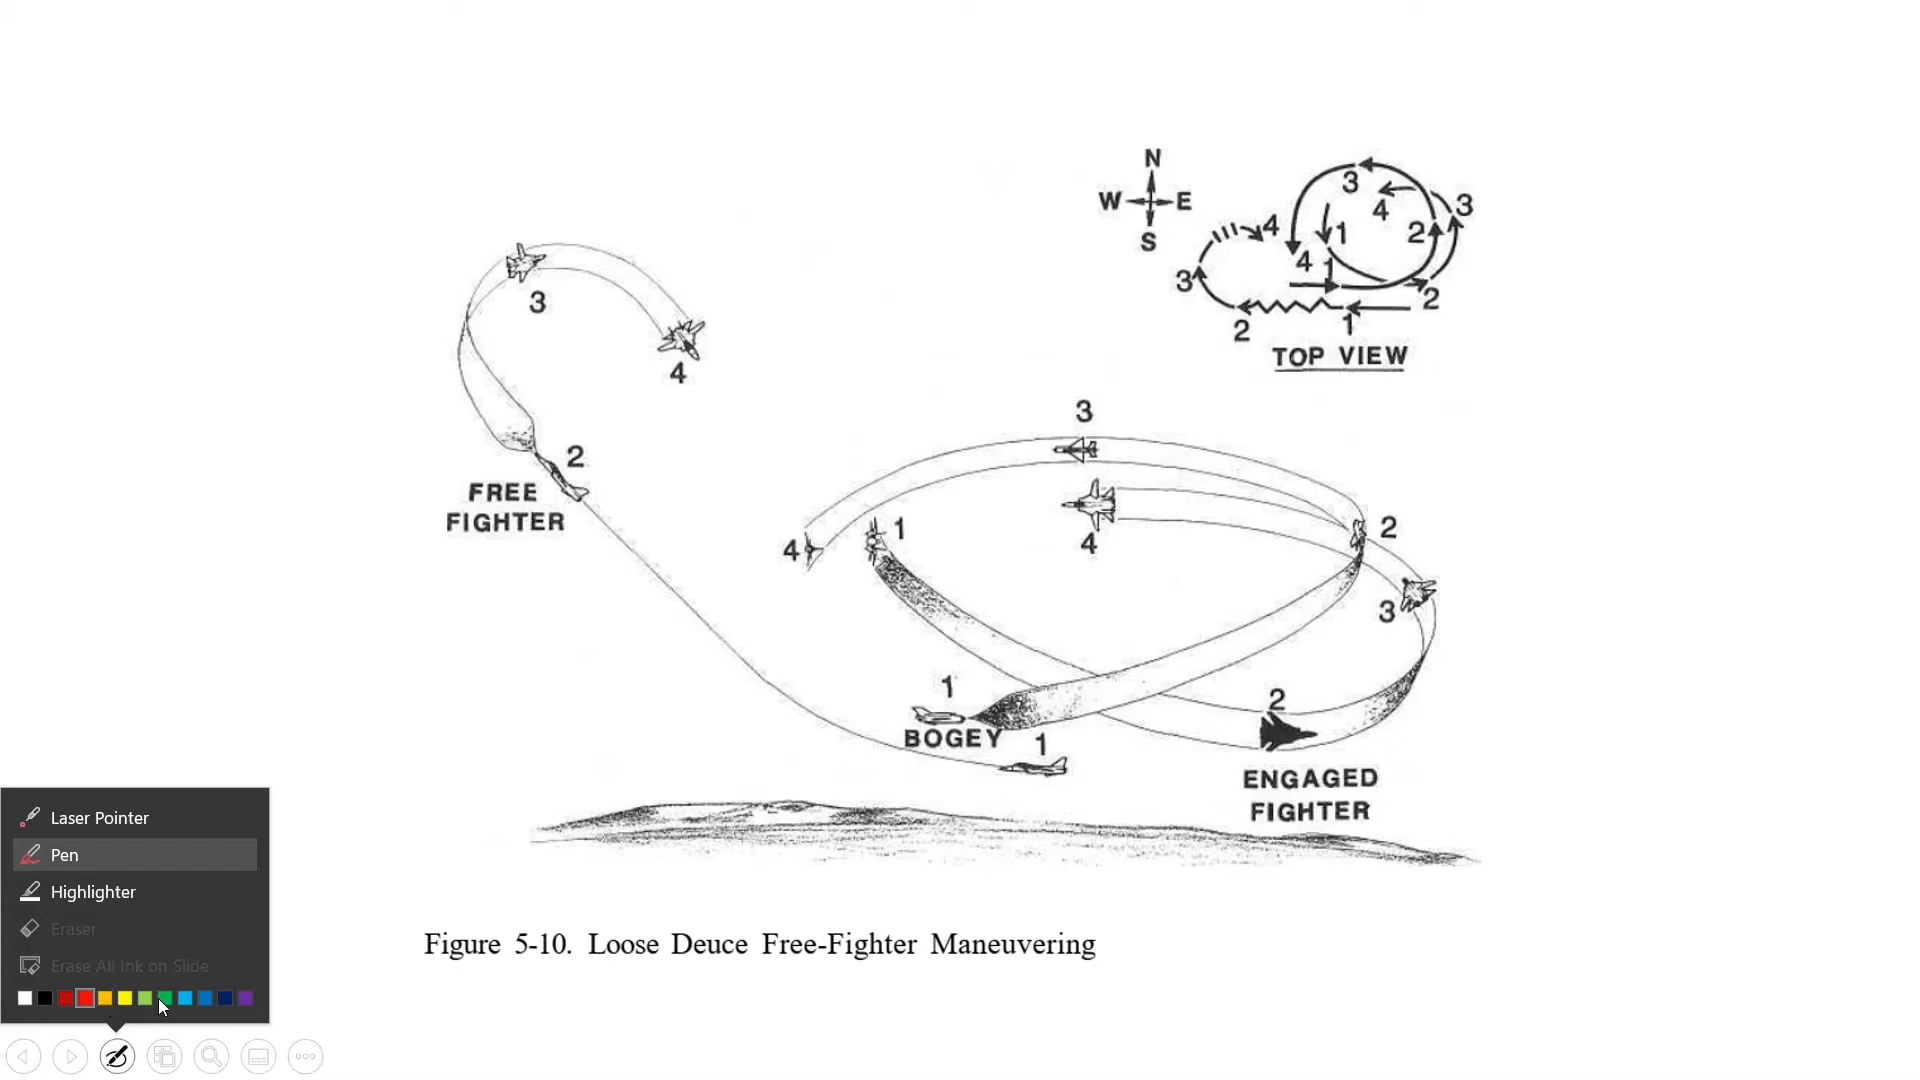 N
W E
S
3
3
4
4
1
2
3
4
1
2
2
1
TOP VIEW
3
4
2
FREE
FIGHTER
3
1
2
4
4
3
1
BOGEY
1
2
ENGAGED
FIGHTER
Laser Pointer
Pen
Highlighter
Eraser
Erase All Ink on Slide
Figure 5-10. Loose Deuce Free-Fighter Maneuvering